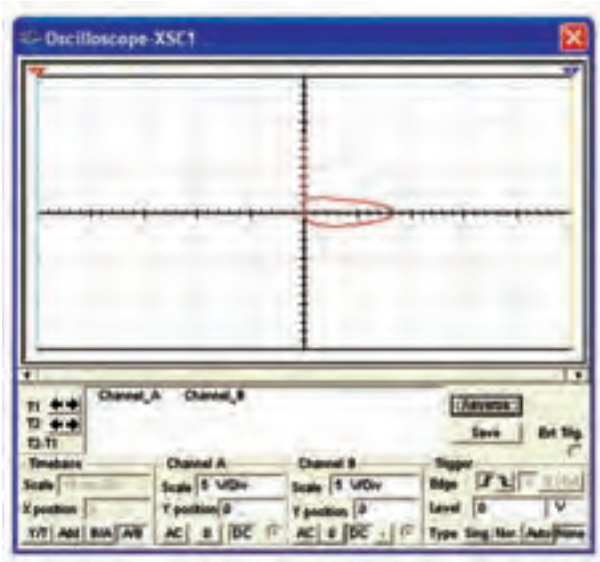 Oscilloscope-XSC1
Channel_A Channel_B
T1
T2
T2-T1
Reverse
Save
Ext Trig.
Timebase Channel A Channel B Trigger
Scale Scale 5 V/Div Scale 5 V/Div Edge
X position Y position 0 Y position 0 Level 0 V
Y/T Add B/A A/B AC 0 DC AC 0 DC - Type Sing. Nor. Auto None